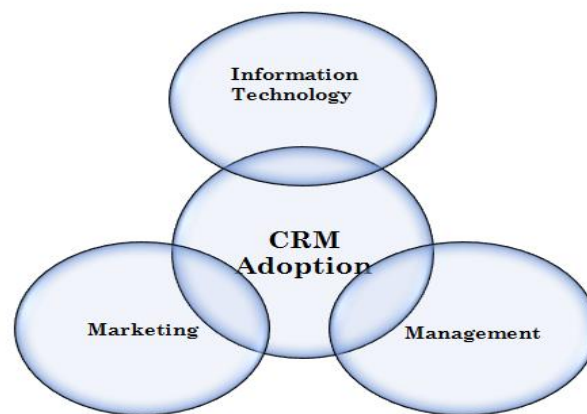 Information
Technology
CRM
Adoption
Marketing
Management